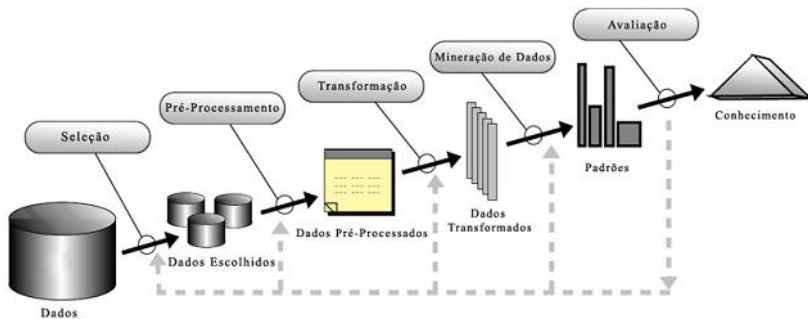 Avaliação
Mineração de Dados
Transformação
Pré-Processamento
Seleção
Conhecimento
Padrões
Dados
Transformados
Dados Pré-Processados
Dados Escolhidos
Dados